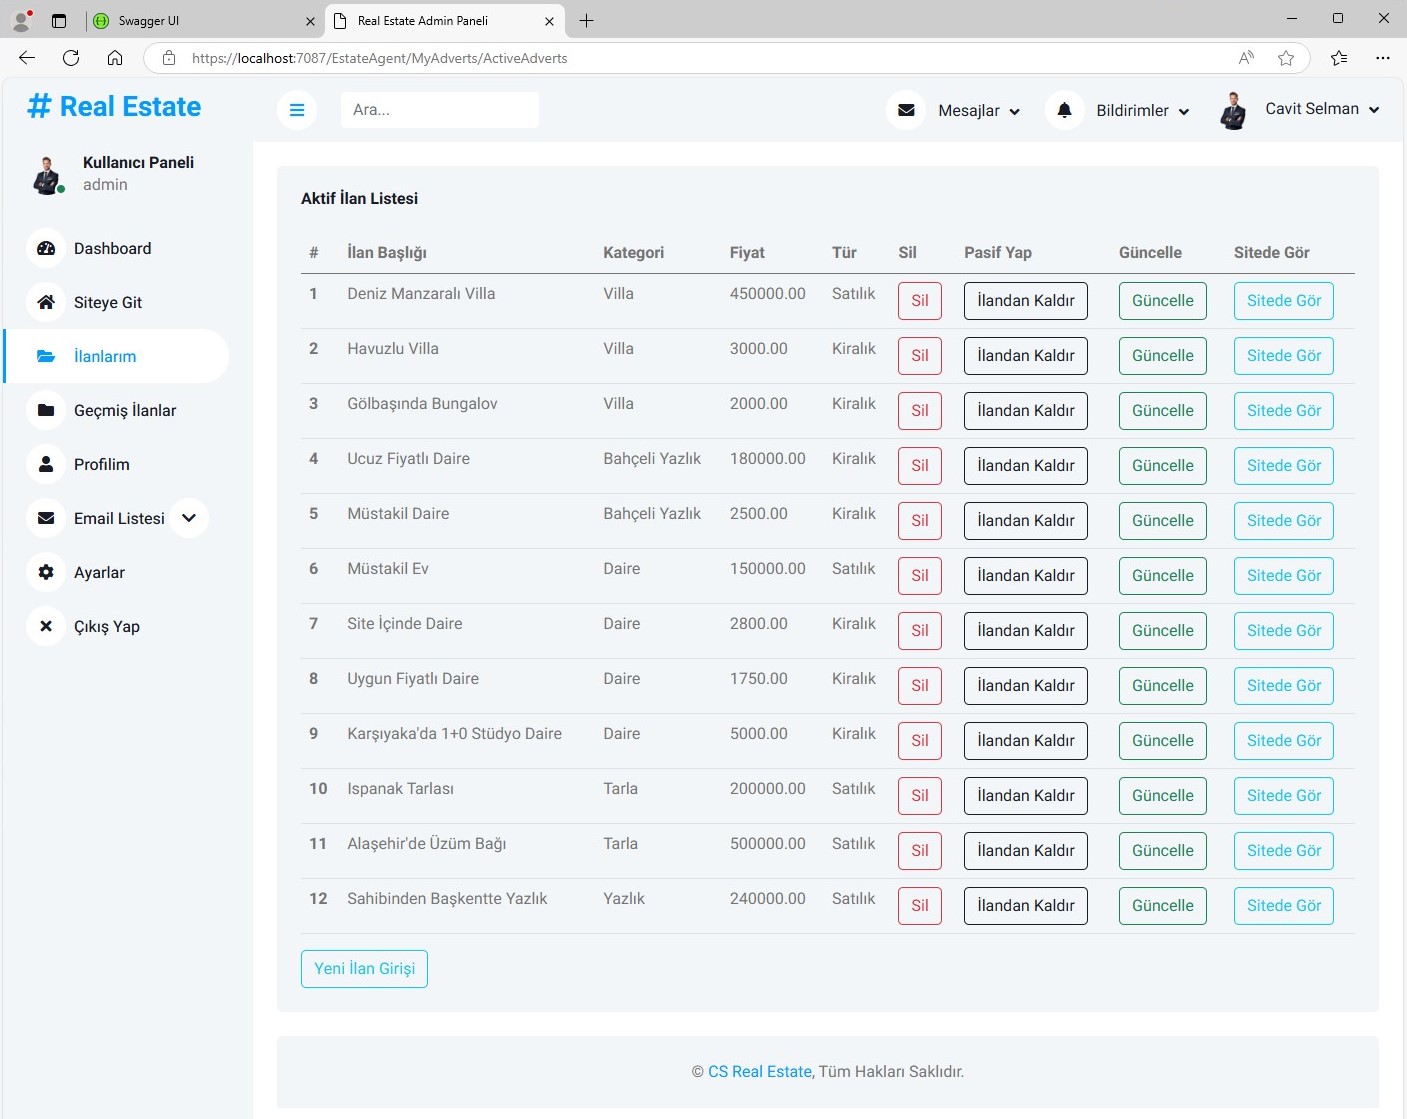 Swagger UI
Real Estate Admin Paneli
https://localhost:7087/EstateAgent/MyAdverts/ActiveAdverts
# Real Estate
Ara...
Mesajlar
Bildirimler
Cavit Selman
Kullanıcı Paneli
admin
Dashboard
Siteye Git
İlanlarım
Geçmiş İlanlar
Profilim
Email Listesi
Ayarlar
Çıkış Yap
Aktif İlan Listesi
# İlan Başlığı Kategori Fiyat Tür Sil Pasif Yap Güncelle Sitede Gör
1 Deniz Manzaralı Villa Villa 450000.00 Satılık Sil İlandan Kaldır Güncelle Sitede Gör
2 Havuzlu Villa Villa 3000.00 Kiralık Sil İlandan Kaldır Güncelle Sitede Gör
3 Gölbaşında Bungalov Villa 2000.00 Kiralık Sil İlandan Kaldır Güncelle Sitede Gör
4 Ucuz Fiyatlı Daire Bahçeli Yazlık 180000.00 Kiralık Sil İlandan Kaldır Güncelle Sitede Gör
5 Müstakil Daire Bahçeli Yazlık 2500.00 Kiralık Sil İlandan Kaldır Güncelle Sitede Gör
6 Müstakil Ev Daire 150000.00 Satılık Sil İlandan Kaldır Güncelle Sitede Gör
7 Site İçinde Daire Daire 2800.00 Kiralık Sil İlandan Kaldır Güncelle Sitede Gör
8 Uygun Fiyatlı Daire Daire 1750.00 Kiralık Sil İlandan Kaldır Güncelle Sitede Gör
9 Karşıyaka'da 1+0 Stüdyo Daire Daire 5000.00 Kiralık Sil İlandan Kaldır Güncelle Sitede Gör
10 Ispanak Tarlası Tarla 200000.00 Satılık Sil İlandan Kaldır Güncelle Sitede Gör
11 Alaşehir'de Üzüm Bağı Tarla 500000.00 Satılık Sil İlandan Kaldır Güncelle Sitede Gör
12 Sahibinden Başkentte Yazlık Yazlık 240000.00 Satılık Sil İlandan Kaldır Güncelle Sitede Gör
Yeni İlan Girişi
© CS Real Estate, Tüm Hakları Saklıdır.